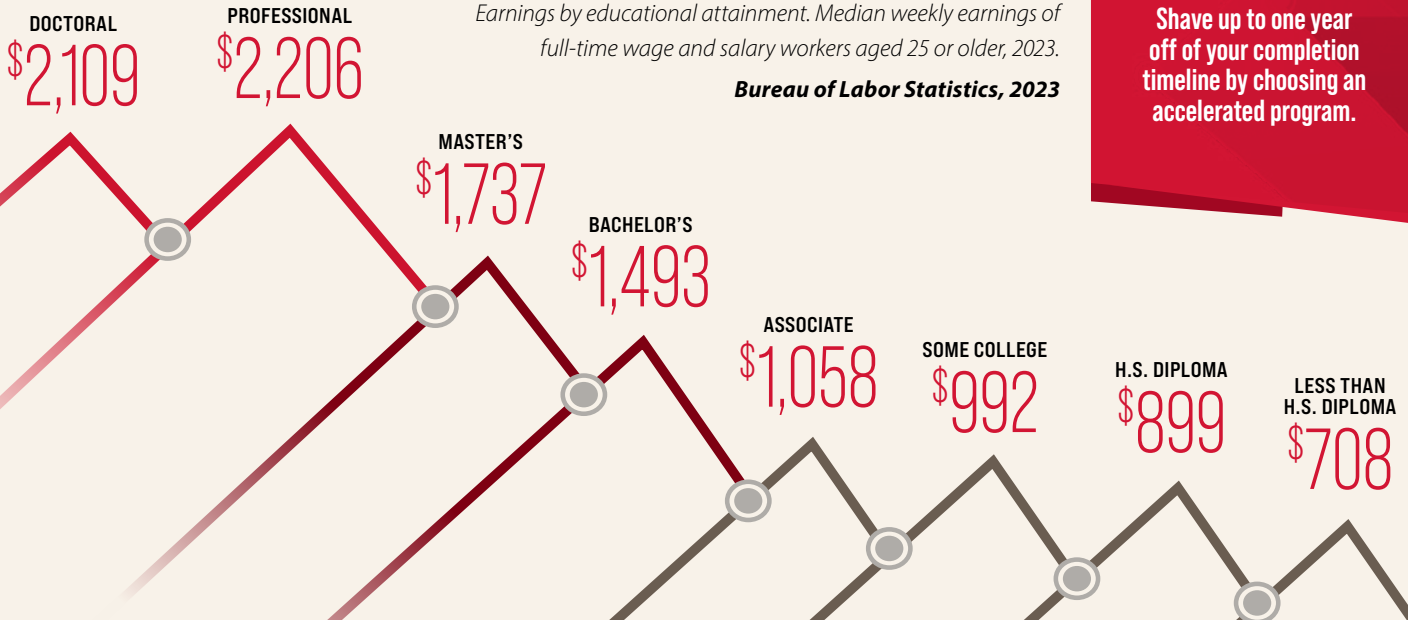 DOCTORAL
$2,109
PROFESSIONAL
$2,206
Earnings by educational attainment. Median weekly earnings of
full-time wage and salary workers aged 25 or older, 2023.
Bureau of Labor Statistics, 2023
Shave up to one year
off of your completion
timeline by choosing an
accelerated program.
MASTER'S
$1,737
BACHELOR'S
$1,493
ASSOCIATE
$1,058
SOME COLLEGE
$992
H.S. DIPLOMA
$899
LESS THAN
H.S. DIPLOMA
$708